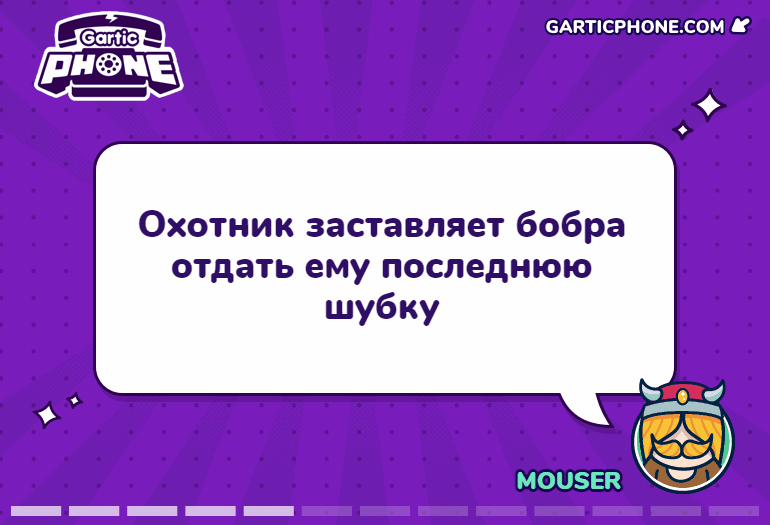 Gartic
PHONE
GARTICPHONE.COM
Охотник заставляет бобра
отдать ему последнюю
шубку
MOUSER